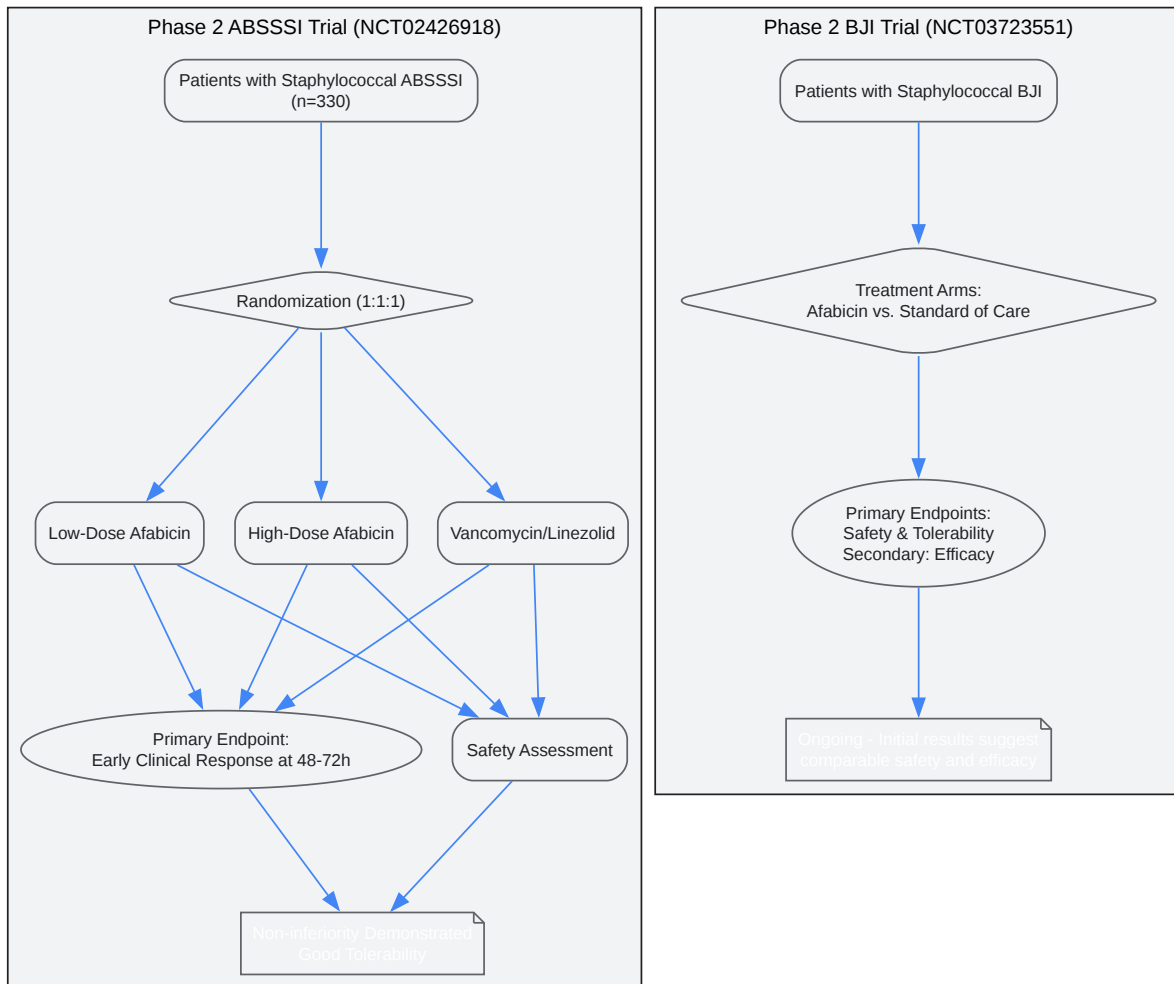 Phase 2 ABSSSI Trial (NCT02426918)
Patients with Staphylococcal ABSSSI
(n=330)
Randomization (1:1:1)
Low-Dose Afabicin
High-Dose Afabicin
Vancomycin/Linezolid
Primary Endpoint:
Early Clinical Response at 48-72h
Safety Assessment
Non-inferiority Demonstrated
Good Tolerability
Phase 2 BJI Trial (NCT03723551)
Patients with Staphylococcal BJI
Treatment Arms:
Afabicin vs. Standard of Care
Primary Endpoints:
Safety & Tolerability
Secondary: Efficacy
Ongoing - Initial results suggest
comparable safety and efficacy